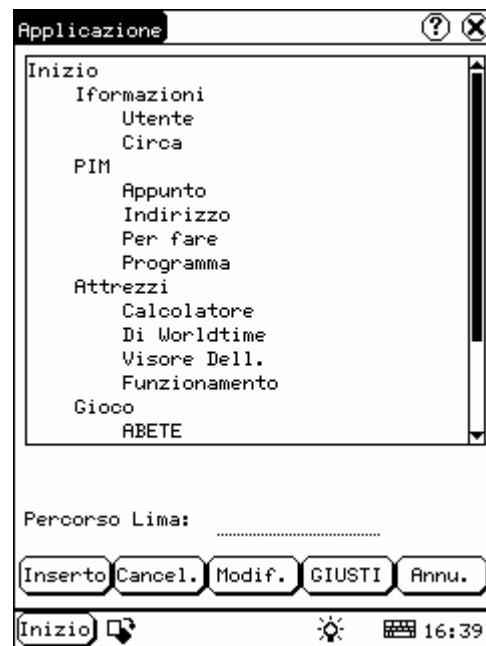 Applicazione
Inizio
Iformazioni
Utente
Circa
PIM
Appunto
Indirizzo
Per fare
Programma
Attrezzi
Calcolatore
Di Worldtime
Visore Dell.
Funzionamento
Gioco
ABETE
Percorso Lima:
Inserto Cancel. Modif. GIUSTI Annu.
Inizio 16:39